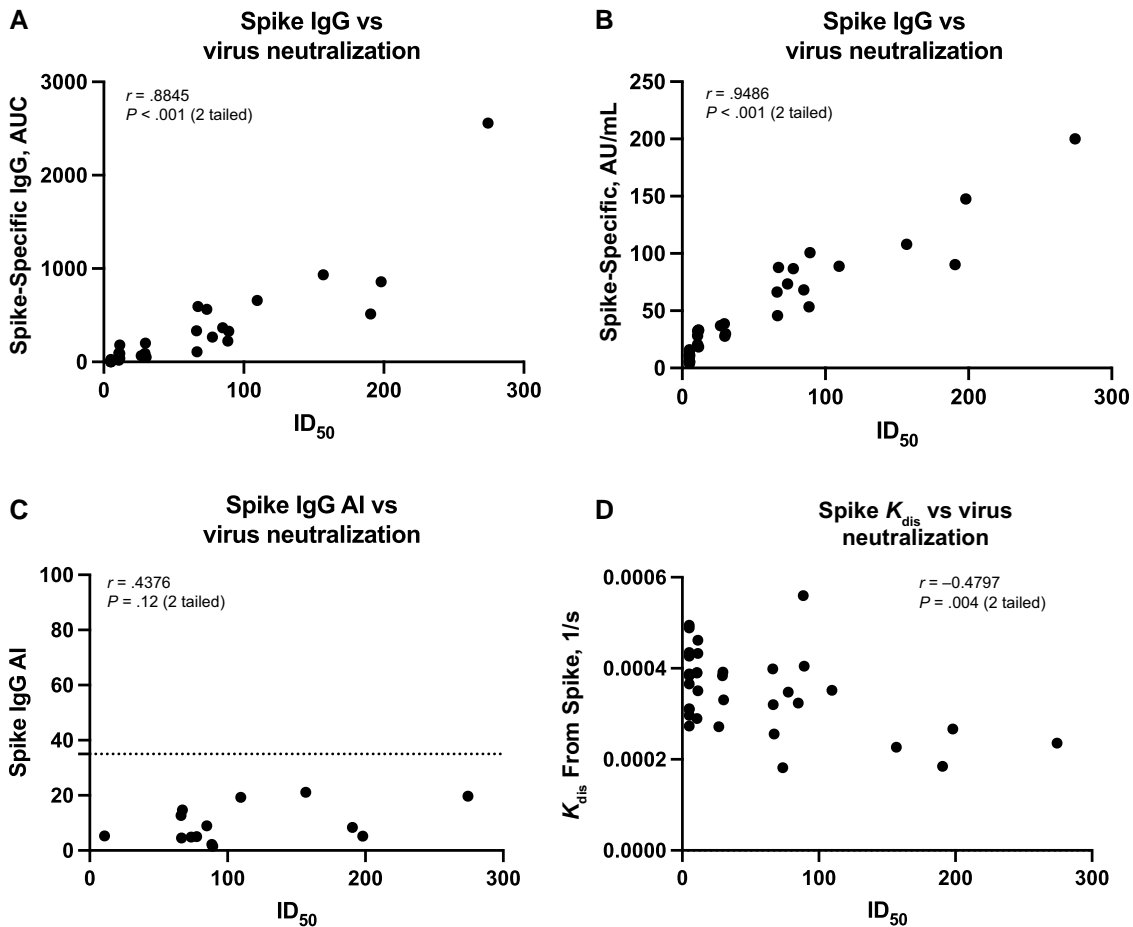 A
Spike IgG vs
virus neutralization
r = .8845
P < .001 (2 tailed)
3000
2000
1000
0
Spike-Specific IgG, AUC
0 100 200 300
ID50
B
Spike IgG vs
virus neutralization
r = .9486
P < .001 (2 tailed)
250
200
150
100
50
0
Spike-Specific, AU/mL
0 100 200 300
ID50
C
Spike IgG AI vs
virus neutralization
r = .4376
P = .12 (2 tailed)
100
80
60
40
20
0
Spike IgG AI
0 100 200 300
ID50
D
Spike Kdis vs virus
neutralization
r = –0.4797
P = .004 (2 tailed)
0.0006
0.0004
0.0002
0.0000
Kdis From Spike, 1/s
0 100 200 300
ID50